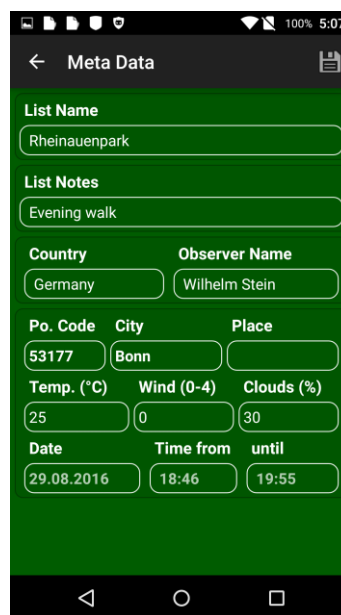 100% 5:07
Meta Data
List Name
Rheinauenpark
List Notes
Evening walk
Country Observer Name
Germany Wilhelm Stein
Po. Code City Place
53177 Bonn
Temp. (°C) Wind (0-4) Clouds (%)
25 0 30
Date Time from until
29.08.2016 18:46 19:55